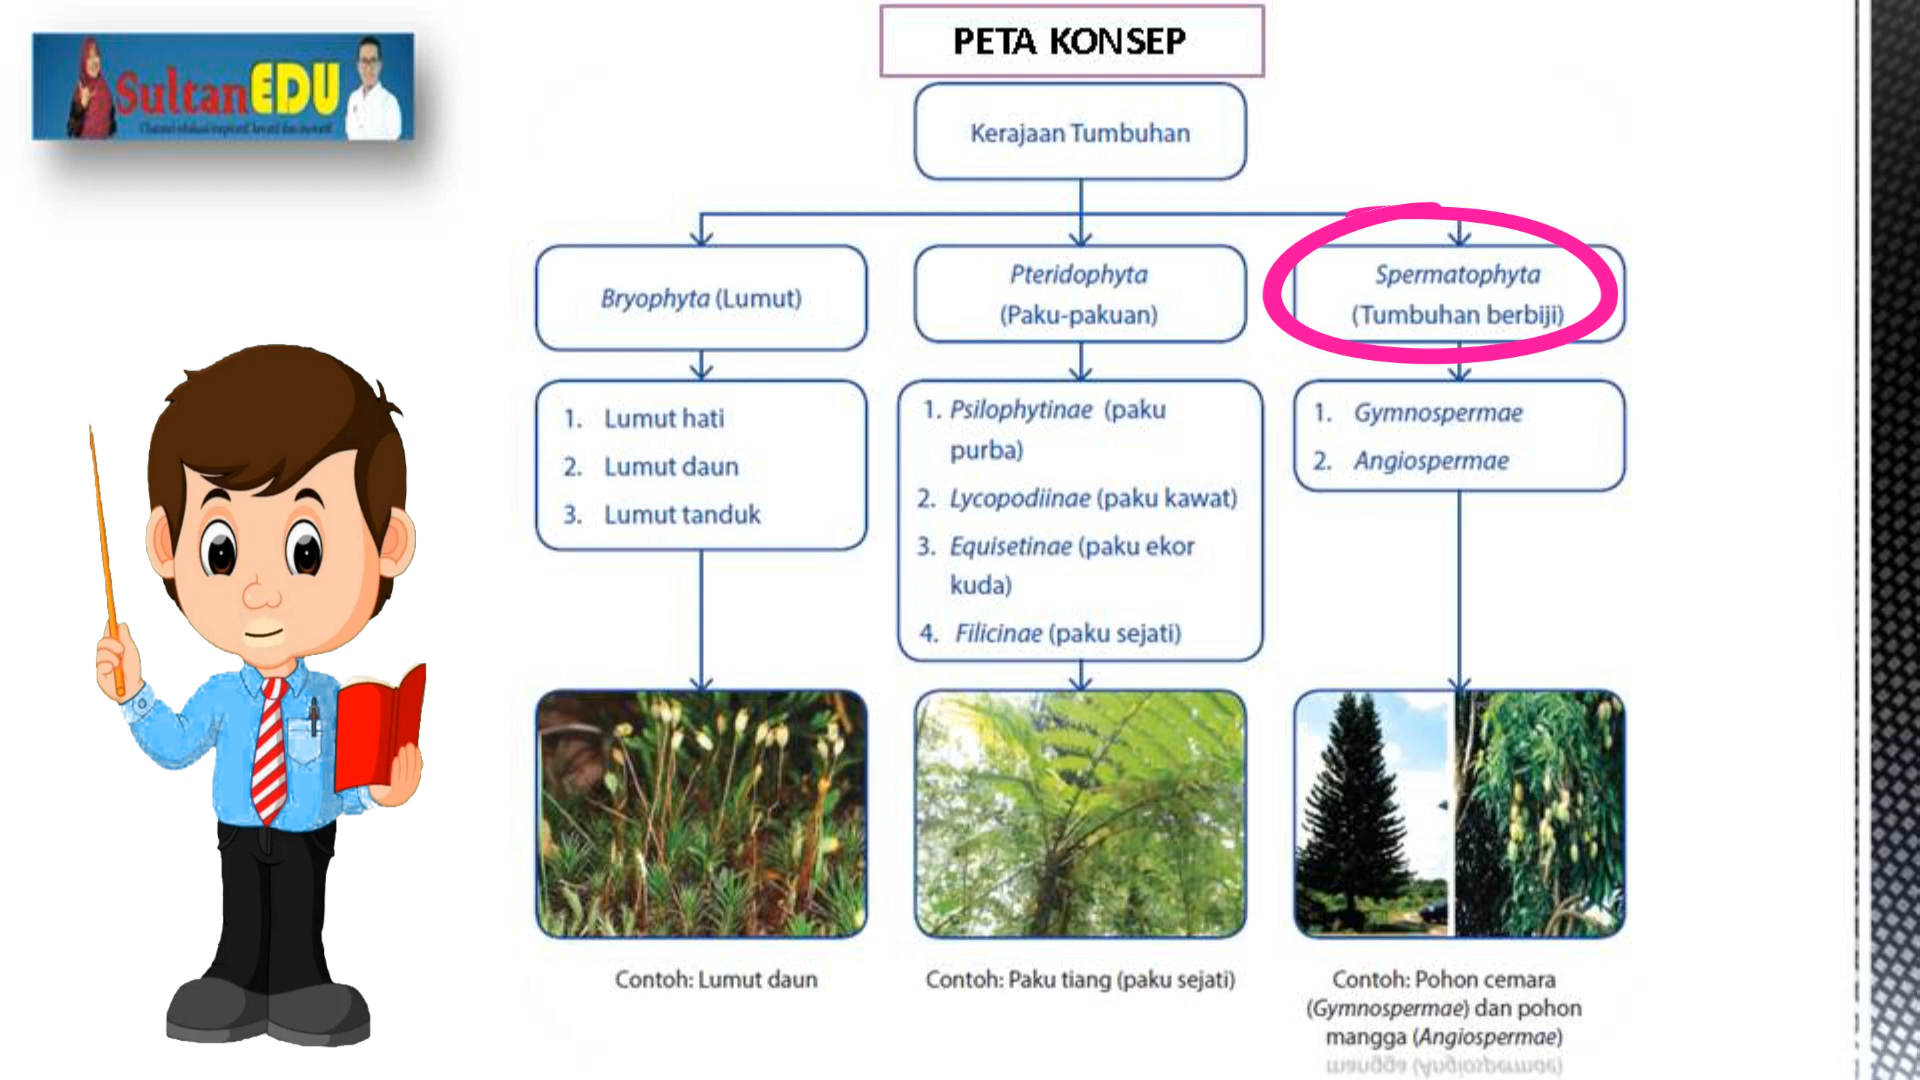 SultanEDU
PETA KONSEP
Kerajaan Tumbuhan
Bryophyta (Lumut)
Pteridophyta
(Paku-pakuan)
Spermatophyta
(Tumbuhan berbiji)
1. Lumut hati
2. Lumut daun
3. Lumut tanduk
1. Psilophytinae (paku
purba)
2. Lycopodiinae (paku kawat)
3. Equisetinae (paku ekor
kuda)
4. Filicinae (paku sejati)
1. Gymnospermae
2. Angiospermae
Contoh: Lumut daun
Contoh: Paku tiang (paku sejati)
Contoh: Pohon cemara
(Gymnospermae) dan pohon
mangga (Angiospermae)